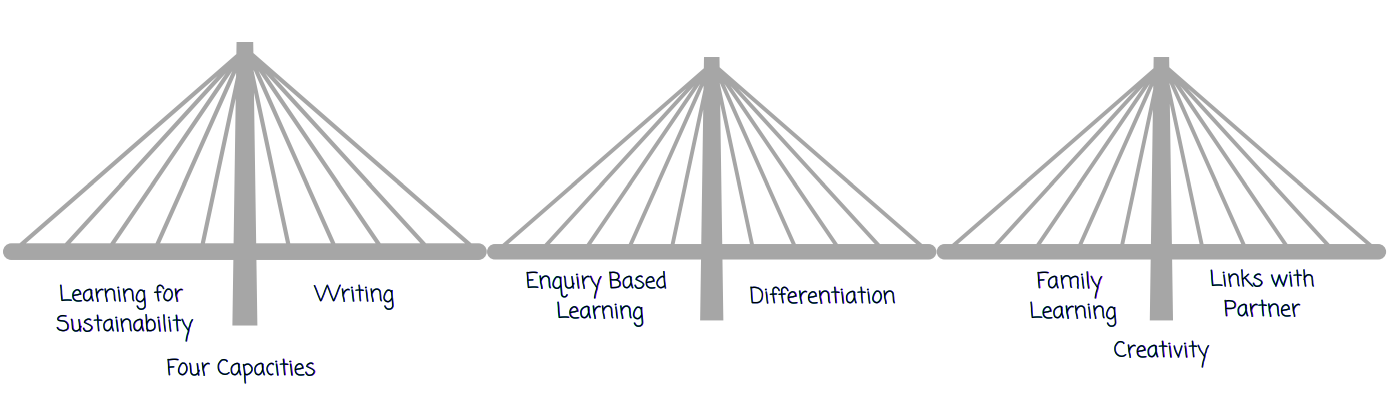 Learning for
Sustainability
Writing
Four Capacities
Enquiry Based
Learning
Differentiation
Family
Learning
Links with
Partner
Creativity